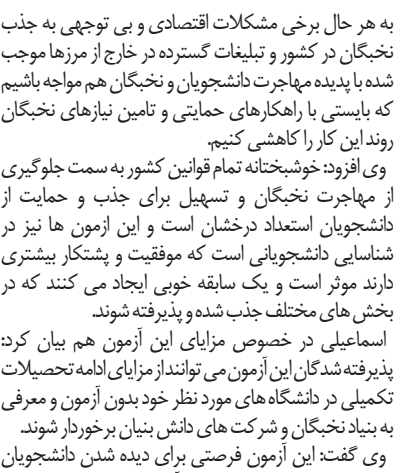 به هر حال برخی مشکلات اقتصادی و بی توجهی به جذب
نخبگان در کشور و تبلیغات گسترده در خارج از مرزها موجب
شده با پدیده مهاجرت دانشجویان و نخبگان هم مواجه باشیم
که بایستی با راهکارهای حمایتی و تامین نیازهای نخبگان
روند این کار را کاهشی کنیم.
وی افزود: خوشبختانه تمام قوانین کشور به سمت جلوگیری
از مهاجرت نخبگان و تسهیل برای جذب و حمایت از
دانشجویان استعداد درخشان است و این ازمون ها نیز در
شناسایی دانشجویانی است که موفقیت و پشتکار بیشتری
دارند موثر است و یک سابقه خوبی ایجاد می کنند که در
بخش های مختلف جذب شده و پذیرفته شوند.
اسماعیلی در خصوص مزایای این آزمون هم بیان کرد:
پذیرفته شدگان این آزمون می توانند از مزایای ادامه تحصیلات
تکمیلی در دانشگاه های مورد نظر خود بدون آزمون و معرفی
به بنیاد نخبگان و شرکت های دانش بنیان برخوردار شوند.
وی گفت: این آزمون فرصتی برای دیده شدن دانشجویان